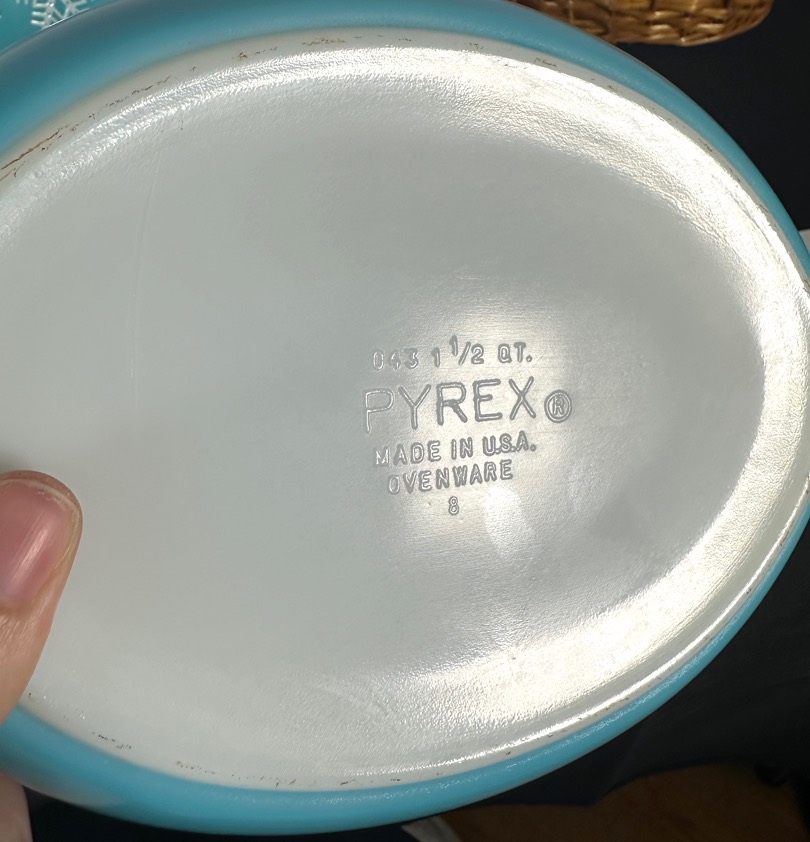 043 1 1/2 QT.
PYREX®
MADE IN U.S.A.
OVENWARE
8